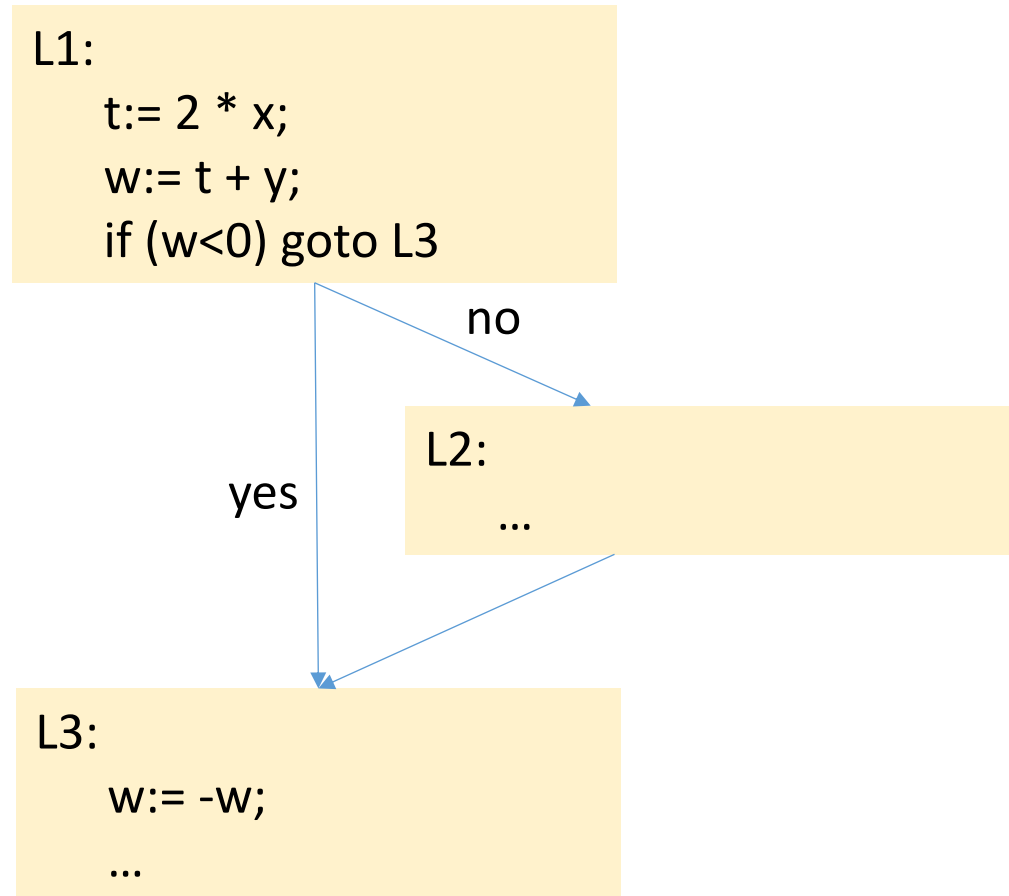 L1:
t:= 2 * x;
w:= t + y;
if (w<0) goto L3
no
L2:
...
yes
L3:
w:= -w;
...